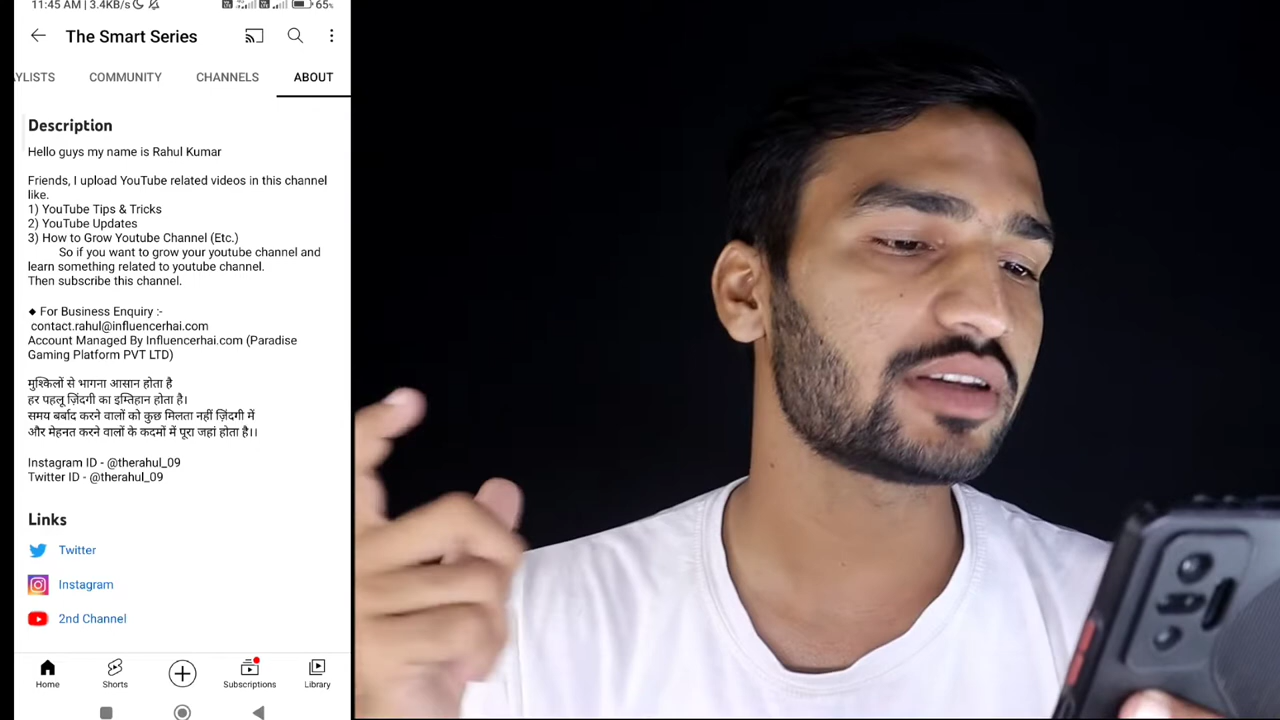 11:45 AM | 3.4KB/s
65%
The Smart Series
YLISTS COMMUNITY CHANNELS ABOUT
Description
Hello guys my name is Rahul Kumar
Friends, I upload YouTube related videos in this channel
like.
1) YouTube Tips & Tricks
2) YouTube Updates
3) How to Grow Youtube Channel (Etc.)
So if you want to grow your youtube channel and
learn something related to youtube channel.
Then subscribe this channel.
◆ For Business Enquiry :-
contact.rahul@influencerhai.com
Account Managed By Influencerhai.com (Paradise
Gaming Platform PVT LTD)
मुश्किलों से भागना आसान होता है
हर पहलू ज़िंदगी का इम्तिहान होता है।
समय बर्बाद करने वालों को कुछ मिलता नहीं ज़िंदगी में
और मेहनत करने वालों के कदमों में पूरा जहां होता है।।
Instagram ID - @therahul_09
Twitter ID - @therahul_09
Links
Twitter
Instagram
2nd Channel
Home Shorts Subscriptions Library